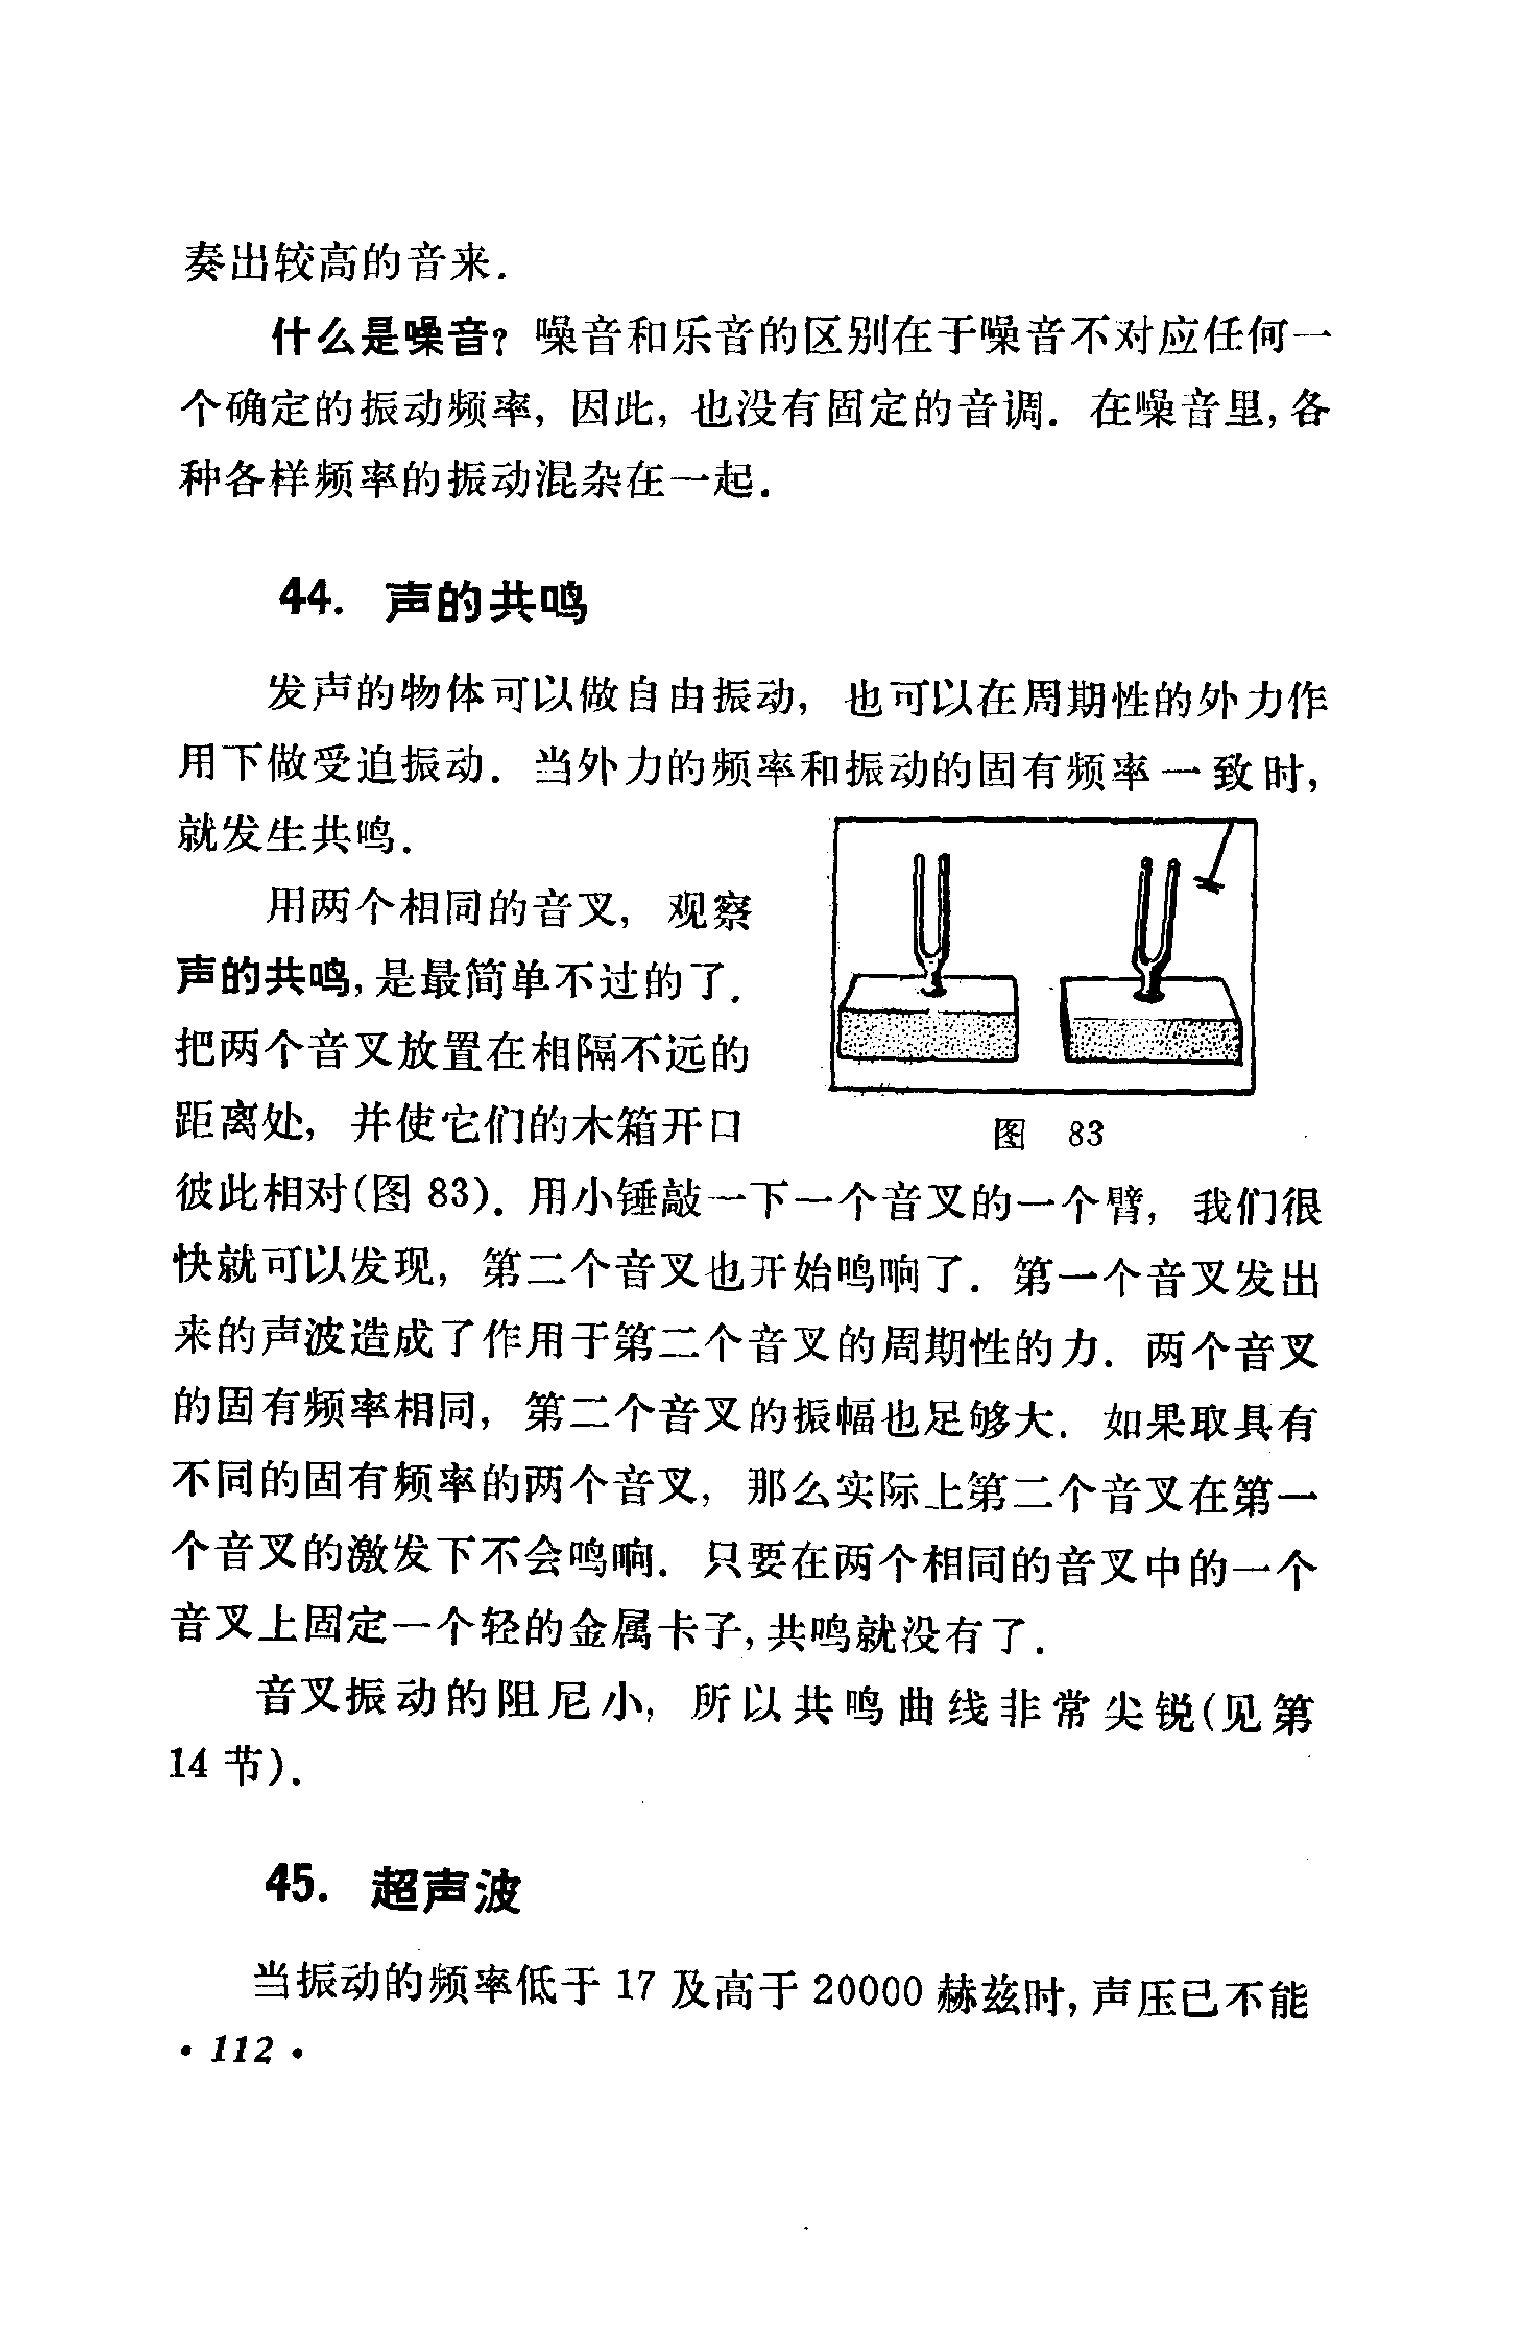 奏出较高的音来．
什么是噪音？噪音和乐音的区别在于噪音不对应任何一
个确定的振动频率，因此，也没有固定的音调．在噪音里，各
种各样频率的振动混杂在一起．
44．声的共鸣
发声的物体可以做自由振动，也可以在周期性的外力作
用下做受迫振动．当外力的频率和振动的固有频率一致时，
就发生共鸣．
用两个相同的音叉，观察
声的共鸣，是最简单不过的了．
把两个音叉放置在相隔不远的
距离处，并使它们的木箱开口
图 83
彼此相对（图 83）．用小锤敲一下一个音叉的一个臂，我们很
快就可以发现，第二个音叉也开始鸣响了．第一个音叉发出
来的声波造成了作用于第二个音叉的周期性的力．两个音叉
的固有频率相同，第二个音叉的振幅也足够大．如果取具有
不同的固有频率的两个音叉，那么实际上第二个音叉在第一
个音叉的激发下不会鸣响．只要在两个相同的音叉中的一个
音叉上固定一个轻的金属卡子，共鸣就没有了．
音叉振动的阻尼小，所以共鸣曲线非常尖锐（见第
14 节）．
45．超声波
当振动的频率低于 17 及高于 20000 赫兹时，声压已不能
• 112 •